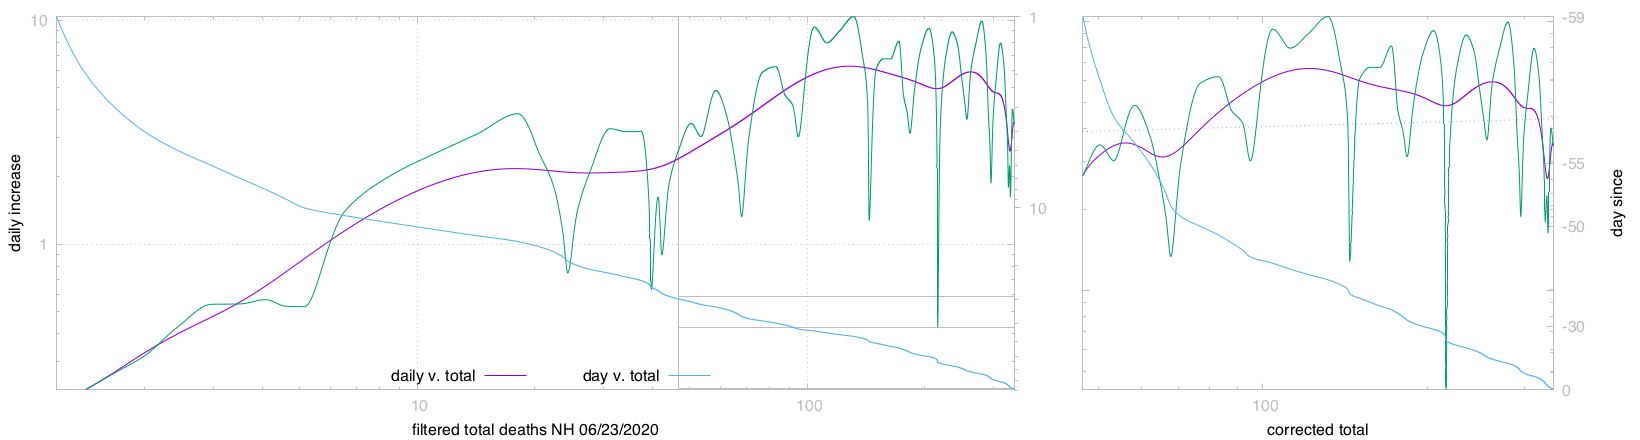 10
1
daily increase
1
10
daily v. total
day v. total
10
100
filtered total deaths NH 06/23/2020
-59
-55
-50
-30
0
day since
100
corrected total